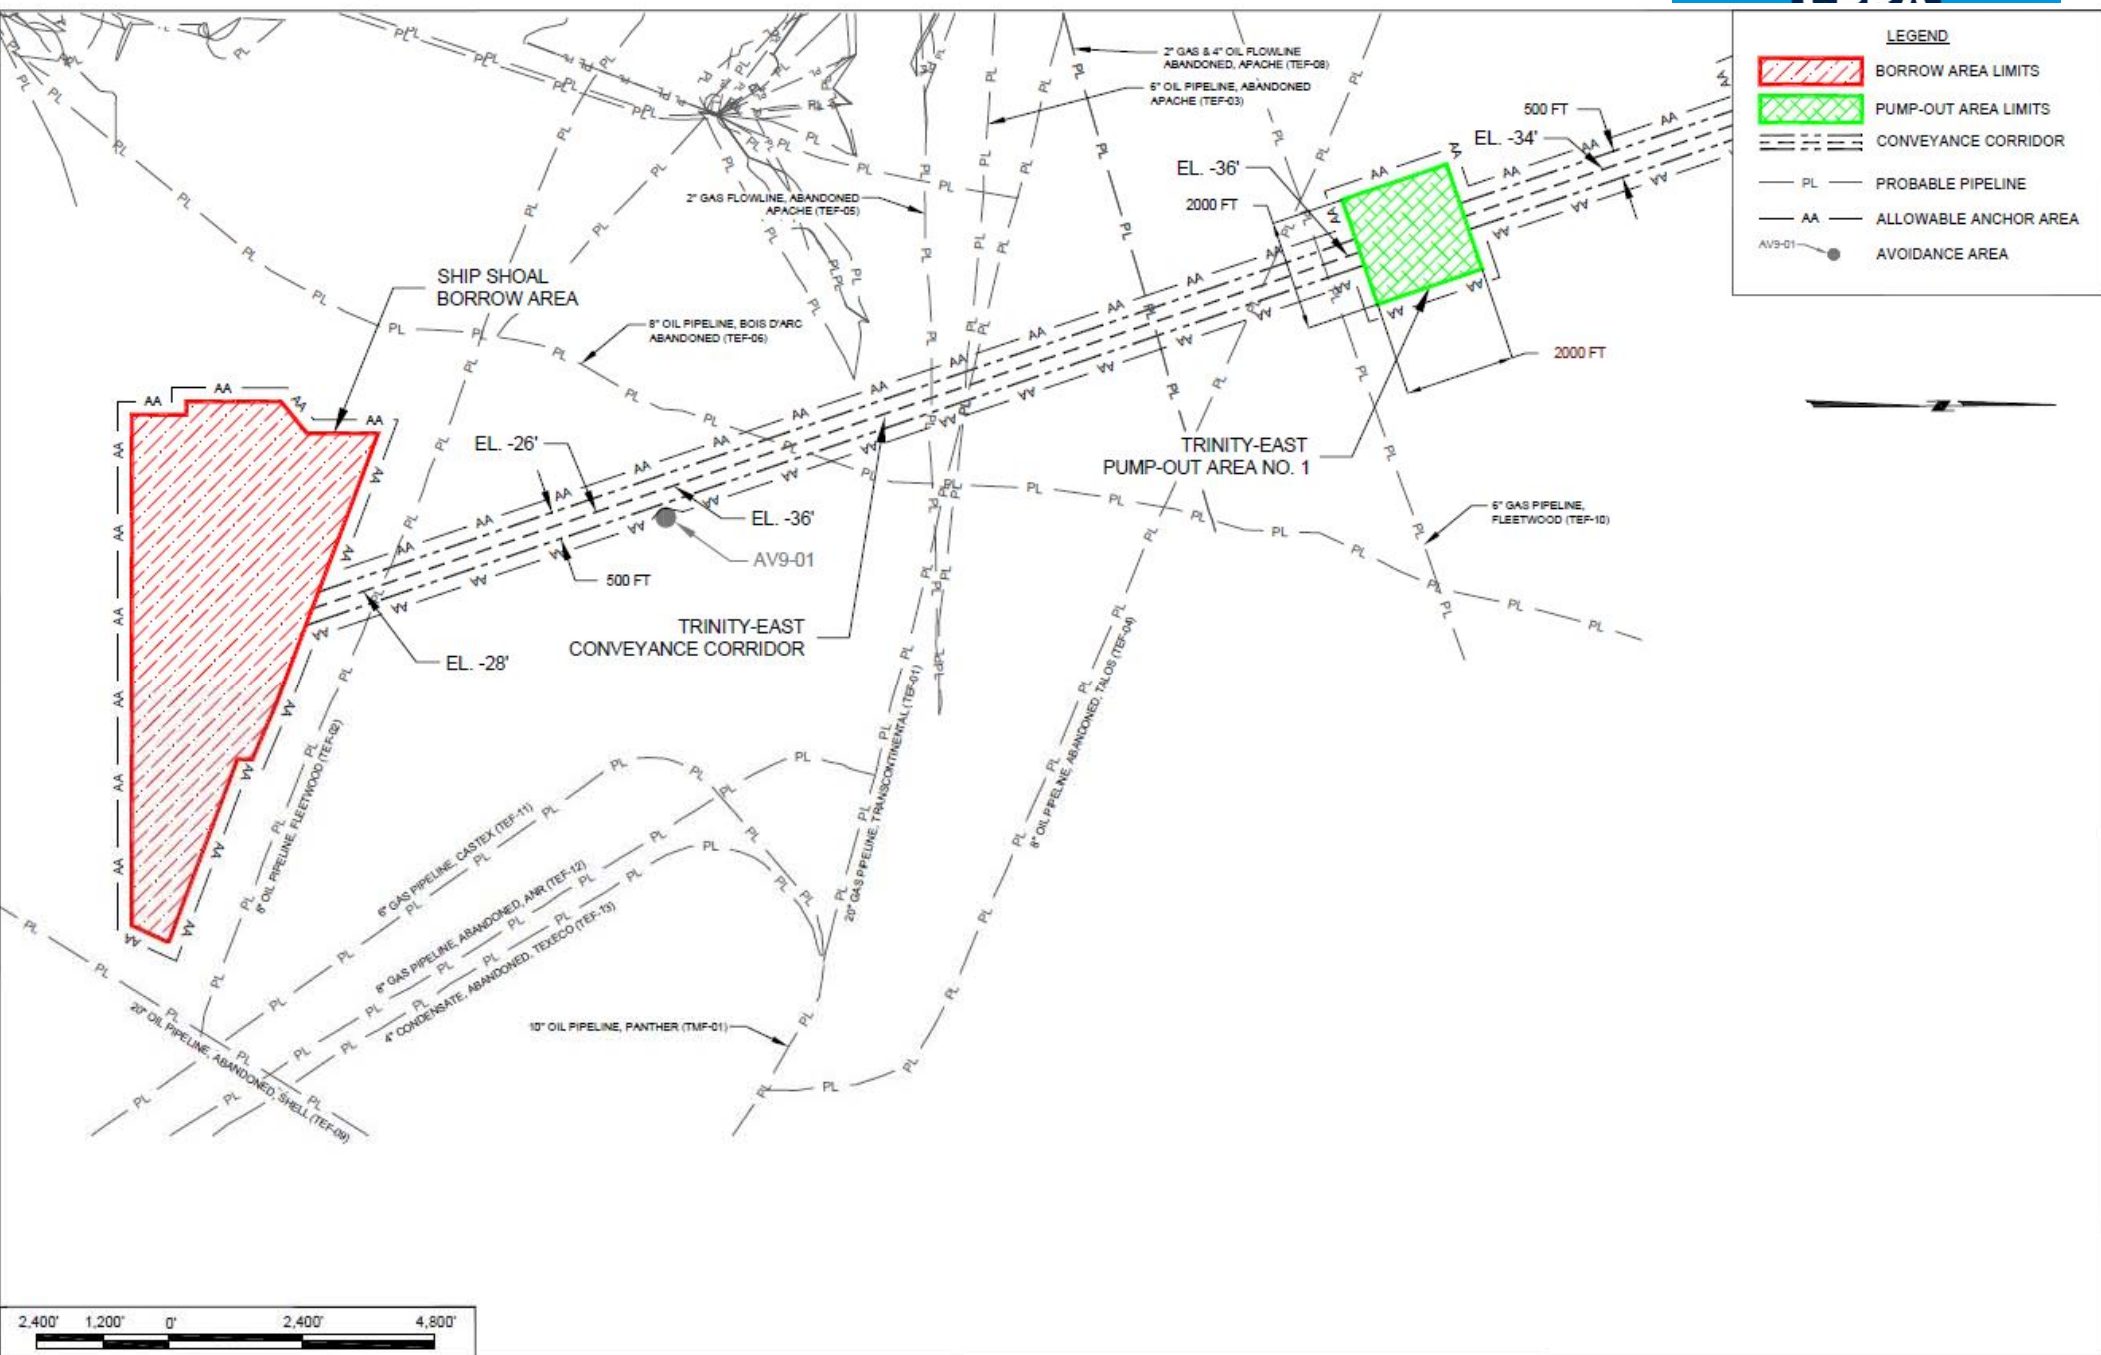 LEGEND
BORROW AREA LIMITS
PUMP-OUT AREA LIMITS
CONVEYANCE CORRIDOR
PL
PROBABLE PIPELINE
AA
ALLOWABLE ANCHOR AREA
AV9-01
AVOIDANCE AREA
2" GAS & 4" OIL FLOWLINE
ABANDONED, APACHE (TEF-08)
6" OIL PIPELINE, ABANDONED
APACHE (TEF-03)
500 FT
EL. -34'
EL. -36'
2000 FT
2" GAS FLOWLINE, ABANDONED
APACHE (TEF-05)
SHIP SHOAL
BORROW AREA
8" OIL PIPELINE, BOIS D'ARC
ABANDONED (TEF-06)
2000 FT
EL. -26'
TRINITY-EAST
PUMP-OUT AREA NO. 1
EL. -36'
6" GAS PIPELINE,
FLEETWOOD (TEF-10)
AV9-01
500 FT
TRINITY-EAST
CONVEYANCE CORRIDOR
EL. -28'
8" OIL PIPELINE, FLEETWOOD (TEF-02)
20" GAS PIPELINE, TRANSCONTINENTAL (TEF-01)
8" OIL PIPELINE, ABANDONED, TALOS (TEF-04)
6" GAS PIPELINE, CASTEX (TEF-11)
8" GAS PIPELINE, ABANDONED, ANR (TEF-12)
4" CONDENSATE, ABANDONED, TEXECO (TEF-13)
10" OIL PIPELINE, PANTHER (TMF-01)
20" OIL PIPELINE, ABANDONED, SHELL (TEF-09)
2,400' 1,200' 0' 2,400' 4,800'